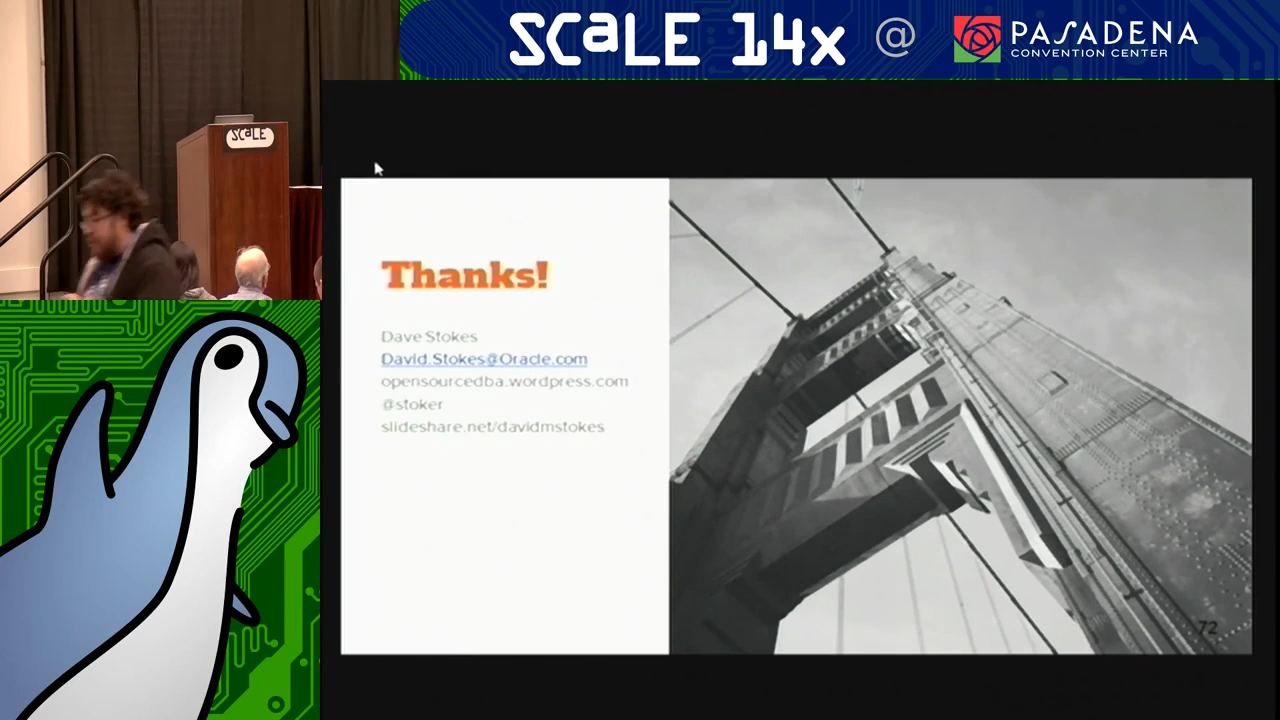 SCaLE 14x @ PASADENA
CONVENTION CENTER
SCaLE
Thanks!
Dave Stokes
David.Stokes@Oracle.com
opensourcedba.wordpress.com
@stoker
slideshare.net/davidmstokes
72